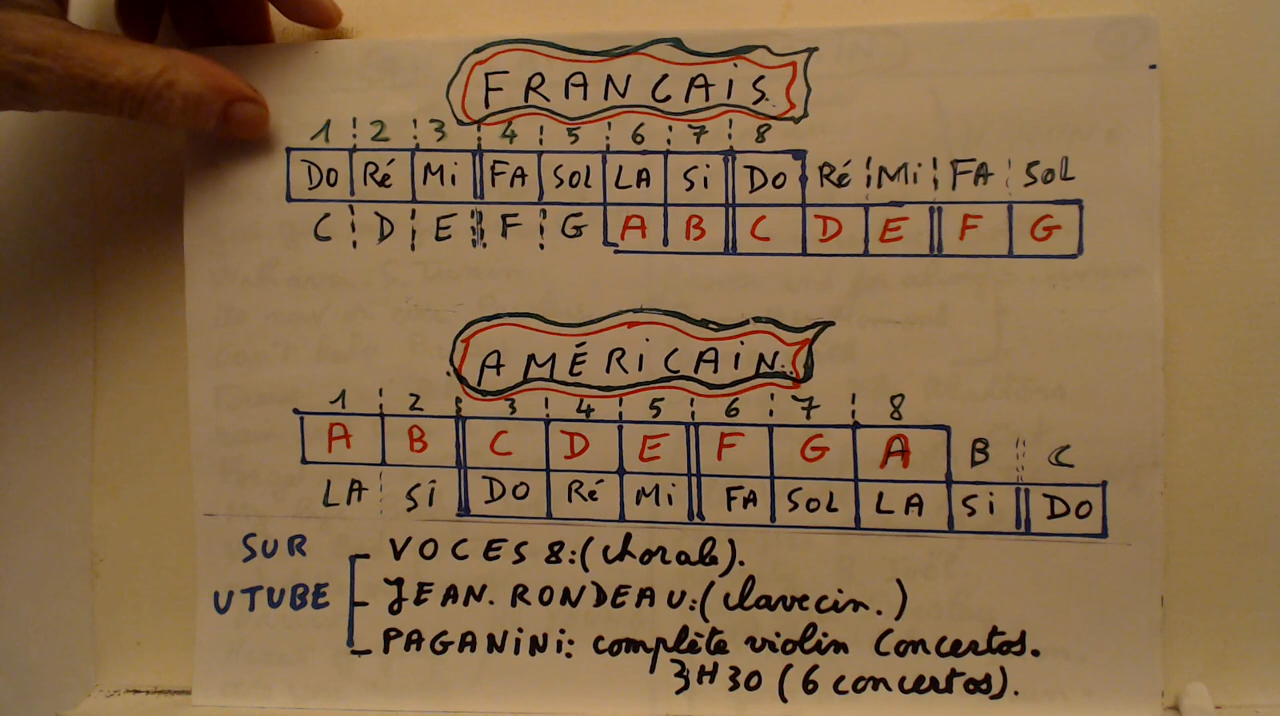 FRANCAIS.
1 2 3 4 5 6 7 8
DO Ré Mi FA SOL LA Si DO Ré Mi FA SOL
C D E F G A B C D E F G
AMÉRiCAiN.
1 2 3 4 5 6 7 8
A B C D E F G A B C
LA Si DO Ré Mi FA SOL LA Si DO
SUR UTUBE
VOCES 8:(chorale).
JEAN. RONDEAU:(clavecin.)
PAGANiNi: complète violin Concertos.
3H30 (6 concertos).